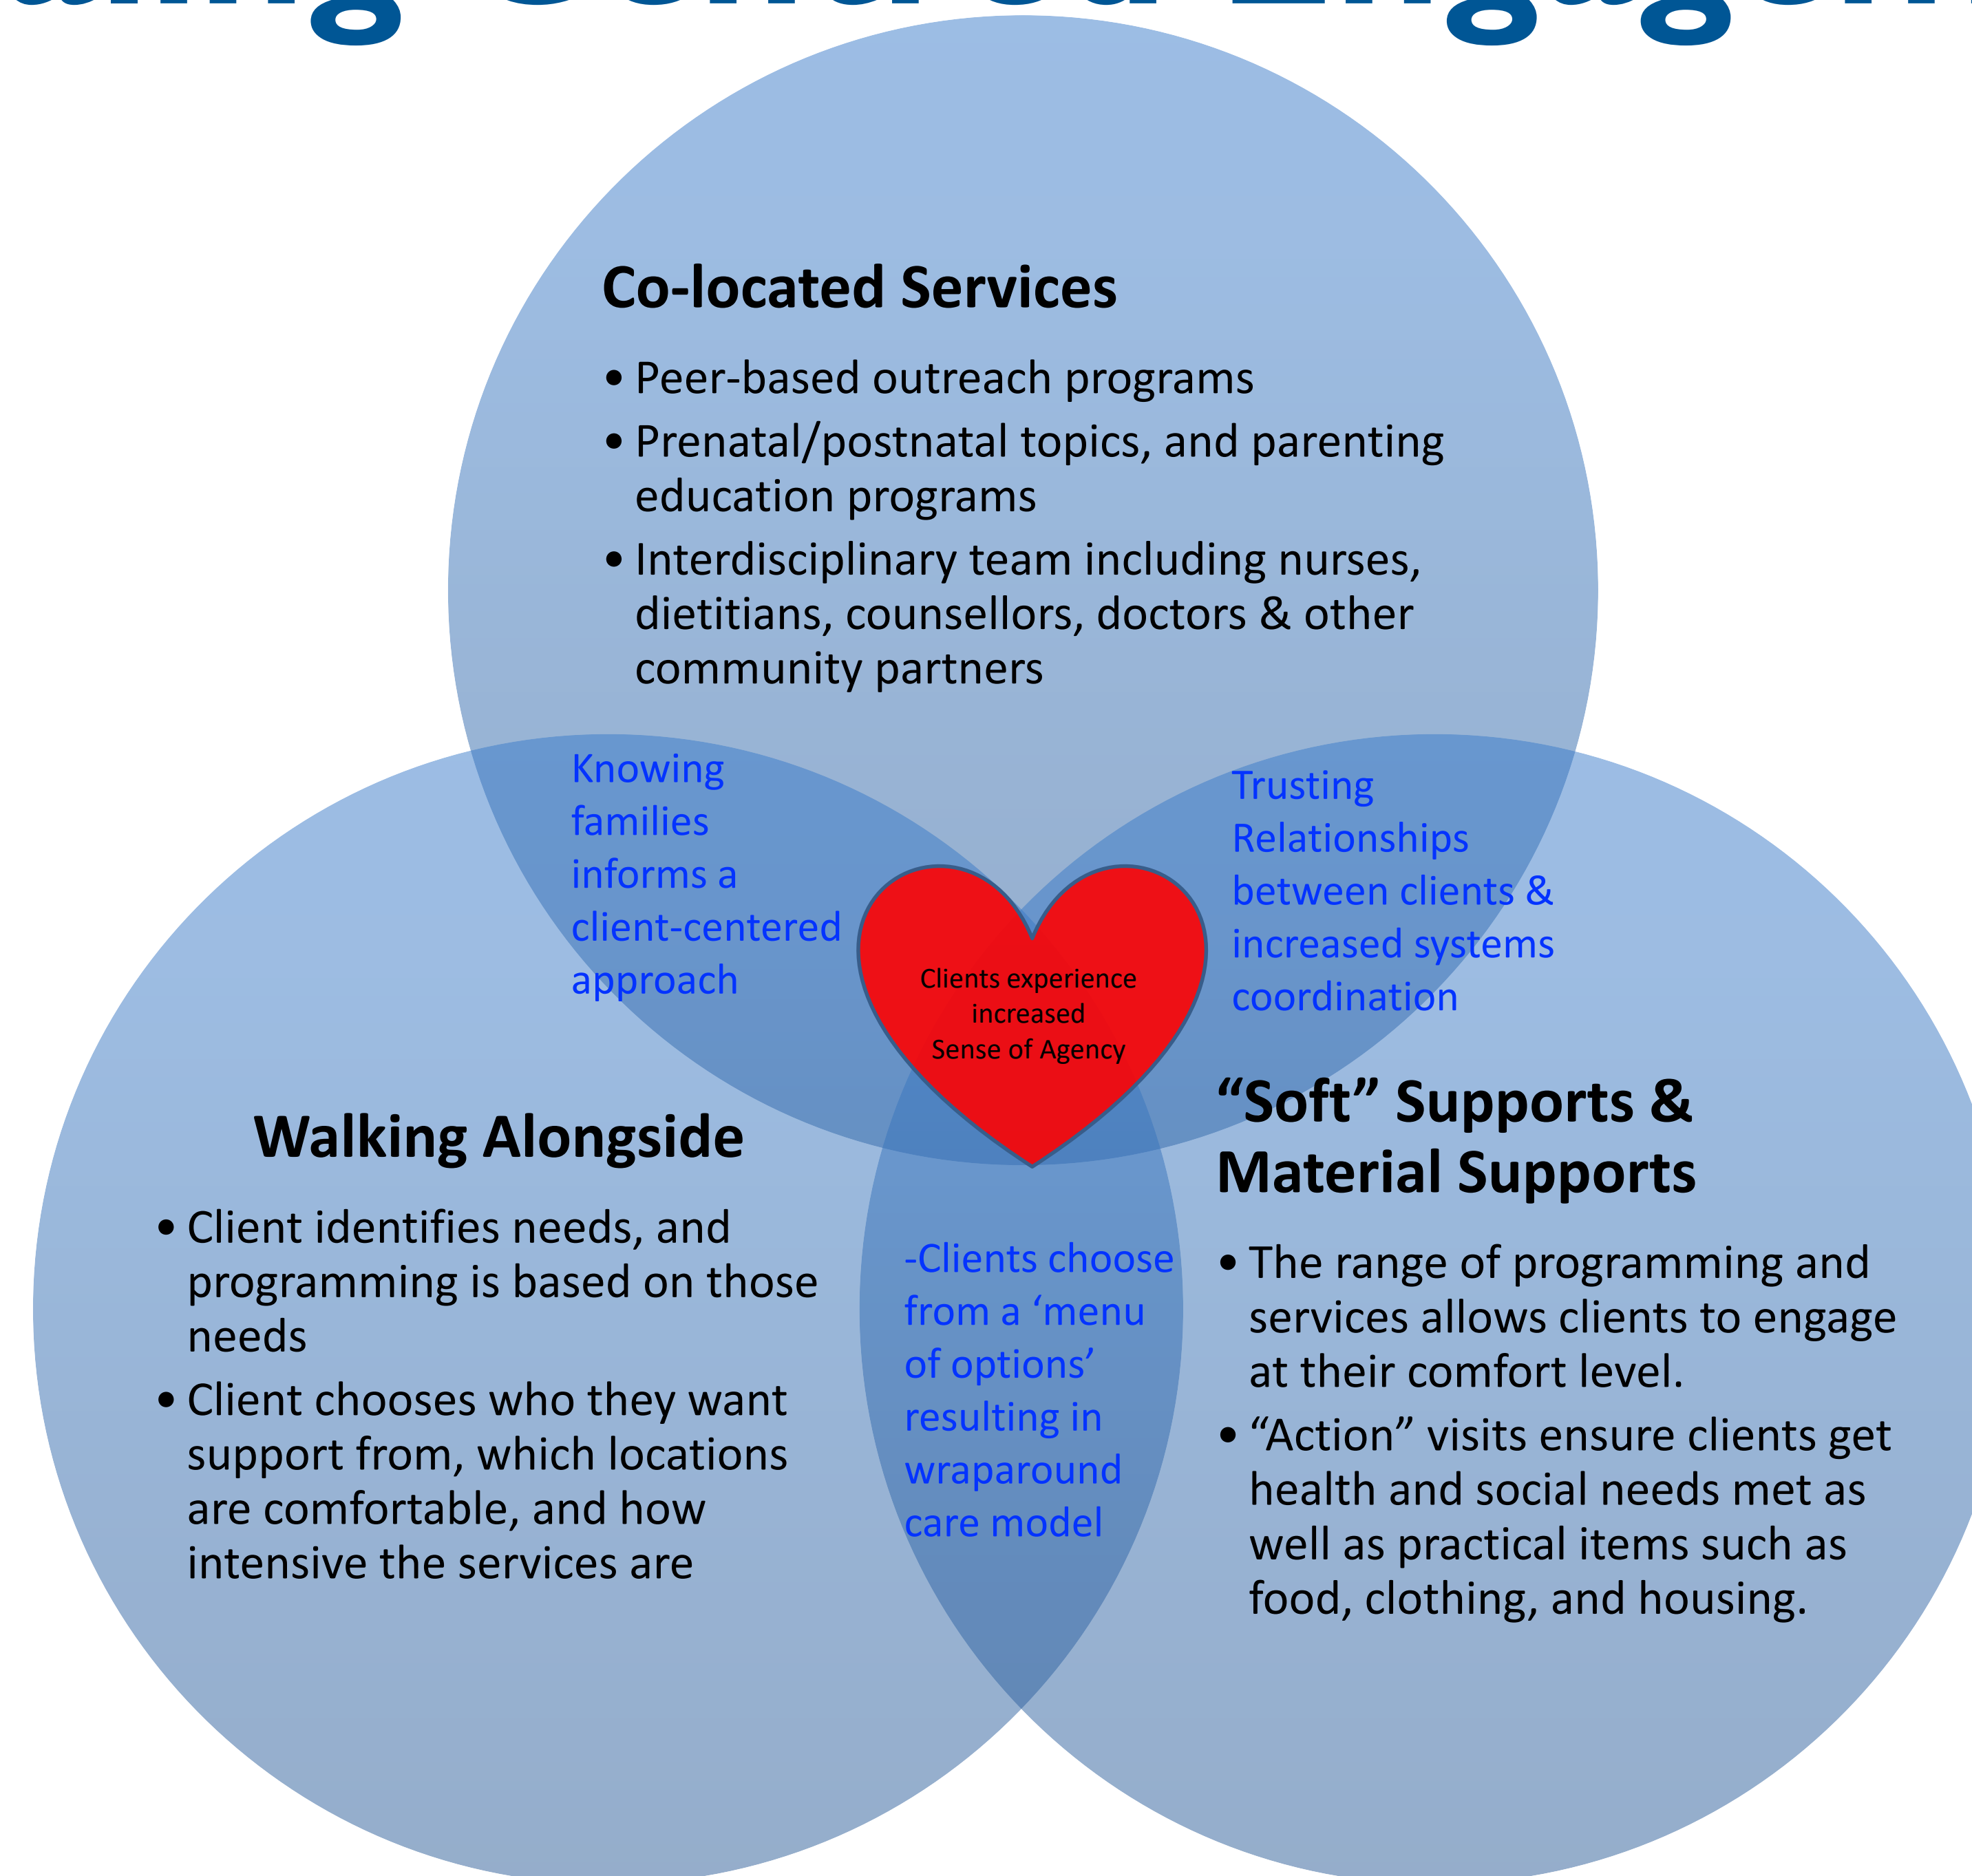 Co-located Services
• Peer-based outreach programs
• Prenatal/postnatal topics, and parenting
education programs
• Interdisciplinary team including nurses,
dietitians, counsellors, doctors & other
community partners
Knowing
families
informs a
client-centered
approach
Trusting
Relationships
between clients &
increased systems
coordination
Clients experience
increased
Sense of Agency
Walking Alongside
• Client identifies needs, and
programming is based on those
needs
• Client chooses who they want
support from, which locations
are comfortable, and how
intensive the services are
-Clients choose
from a ‘menu
of options’
resulting in
wraparound
care model
“Soft” Supports &
Material Supports
• The range of programming and
services allows clients to engage
at their comfort level.
• “Action” visits ensure clients get
health and social needs met as
well as practical items such as
food, clothing, and housing.